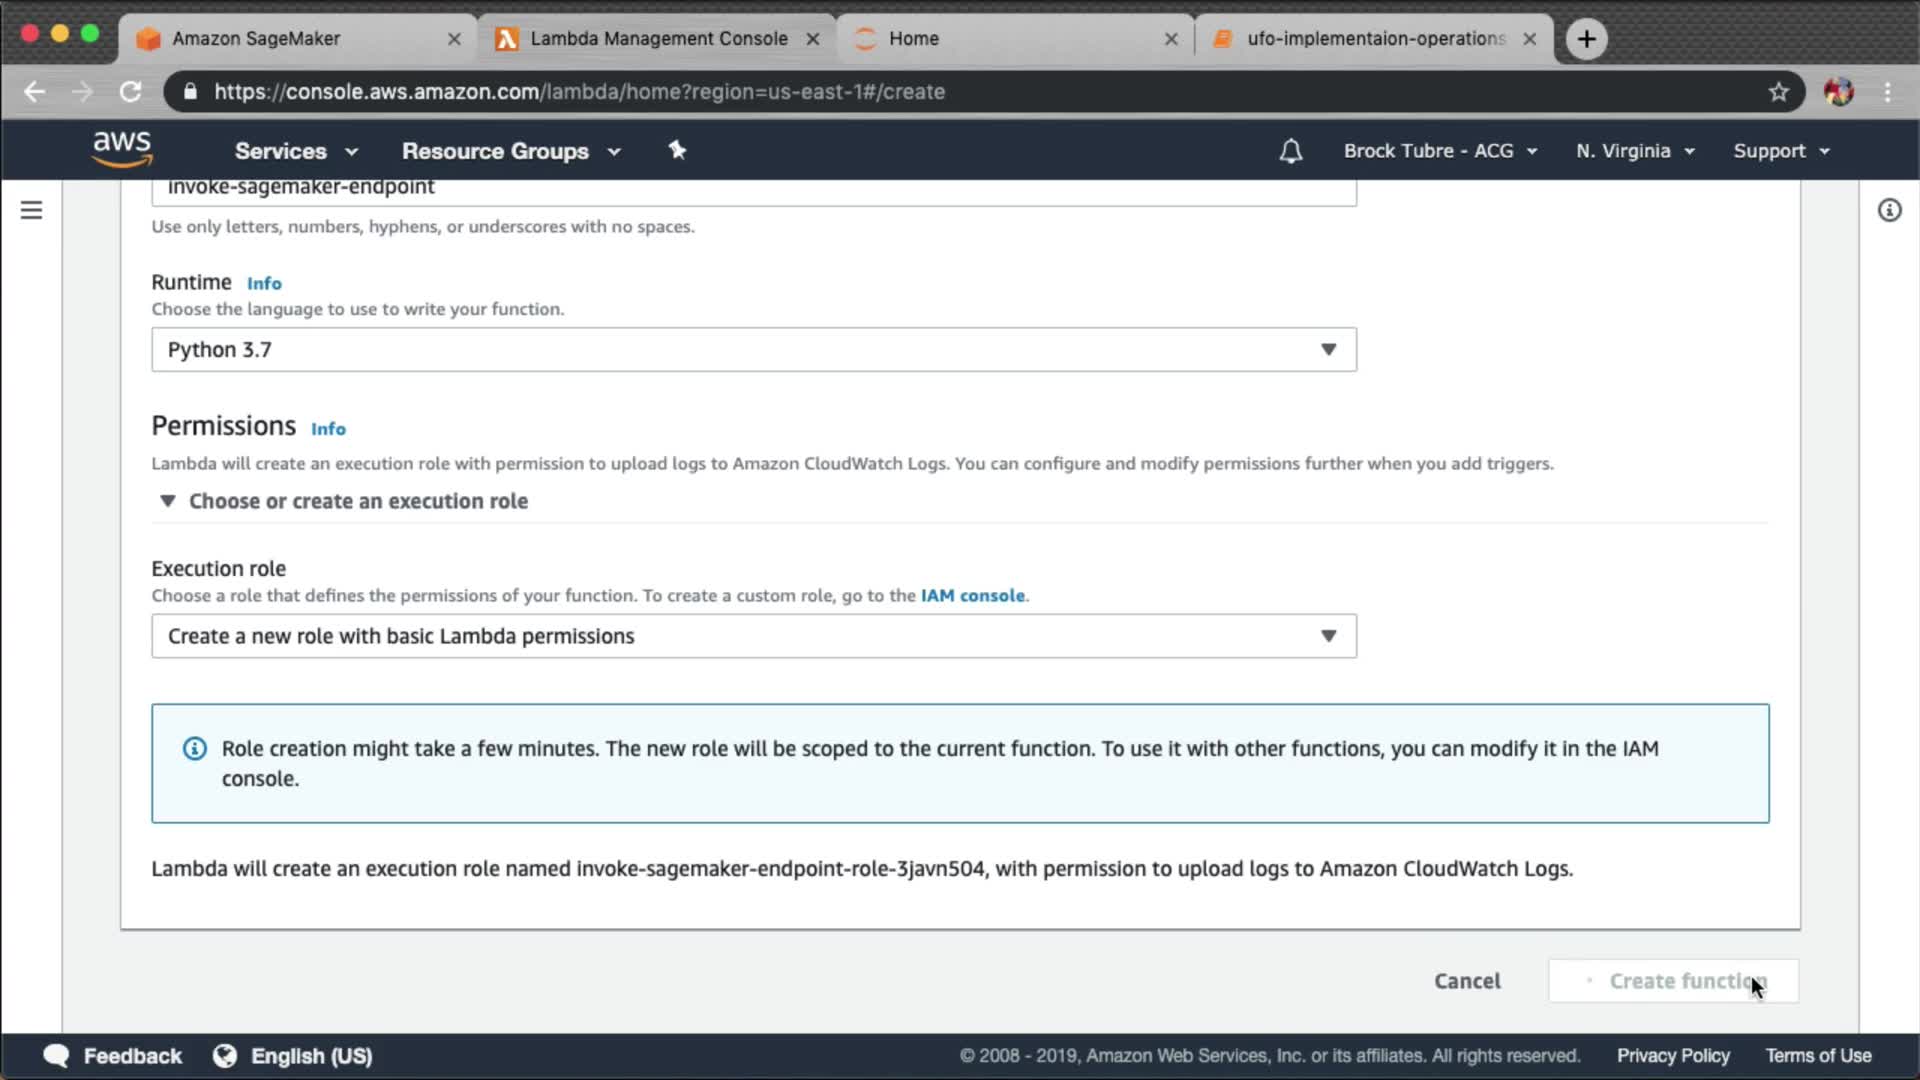 Amazon SageMaker
Lambda Management Console
Home
ufo-implementaion-operations
https://console.aws.amazon.com/lambda/home?region=us-east-1#/create
aws
Services
Resource Groups
Brock Tubre - ACG
N. Virginia
Support
invoke-sagemaker-endpoint
Use only letters, numbers, hyphens, or underscores with no spaces.
Runtime Info
Choose the language to use to write your function.
Python 3.7
Permissions Info
Lambda will create an execution role with permission to upload logs to Amazon CloudWatch Logs. You can configure and modify permissions further when you add triggers.
Choose or create an execution role
Execution role
Choose a role that defines the permissions of your function. To create a custom role, go to the IAM console.
Create a new role with basic Lambda permissions
Role creation might take a few minutes. The new role will be scoped to the current function. To use it with other functions, you can modify it in the IAM
console.
Lambda will create an execution role named invoke-sagemaker-endpoint-role-3javn504, with permission to upload logs to Amazon CloudWatch Logs.
Cancel
Create function
Feedback
English (US)
© 2008 - 2019, Amazon Web Services, Inc. or its affiliates. All rights reserved.
Privacy Policy
Terms of Use